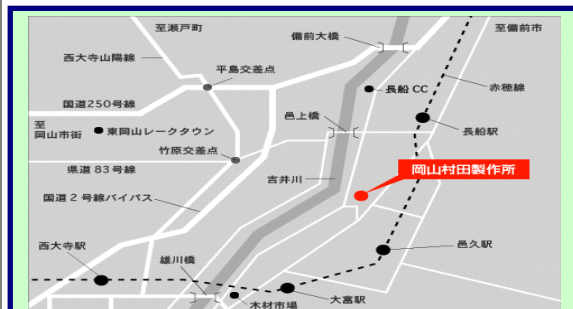 至瀬戸町
備前大橋
至備前市
西大寺山陽線
平島交差点
長船CC
赤穂線
国道250号線
邑上橋
長船駅
至
岡山市街
東岡山レークタウン
竹原交差点
県道83号線
吉井川
岡山村田製作所
国道2号線バイパス
西大寺駅
雄川橋
邑久駅
木材市場
大富駅